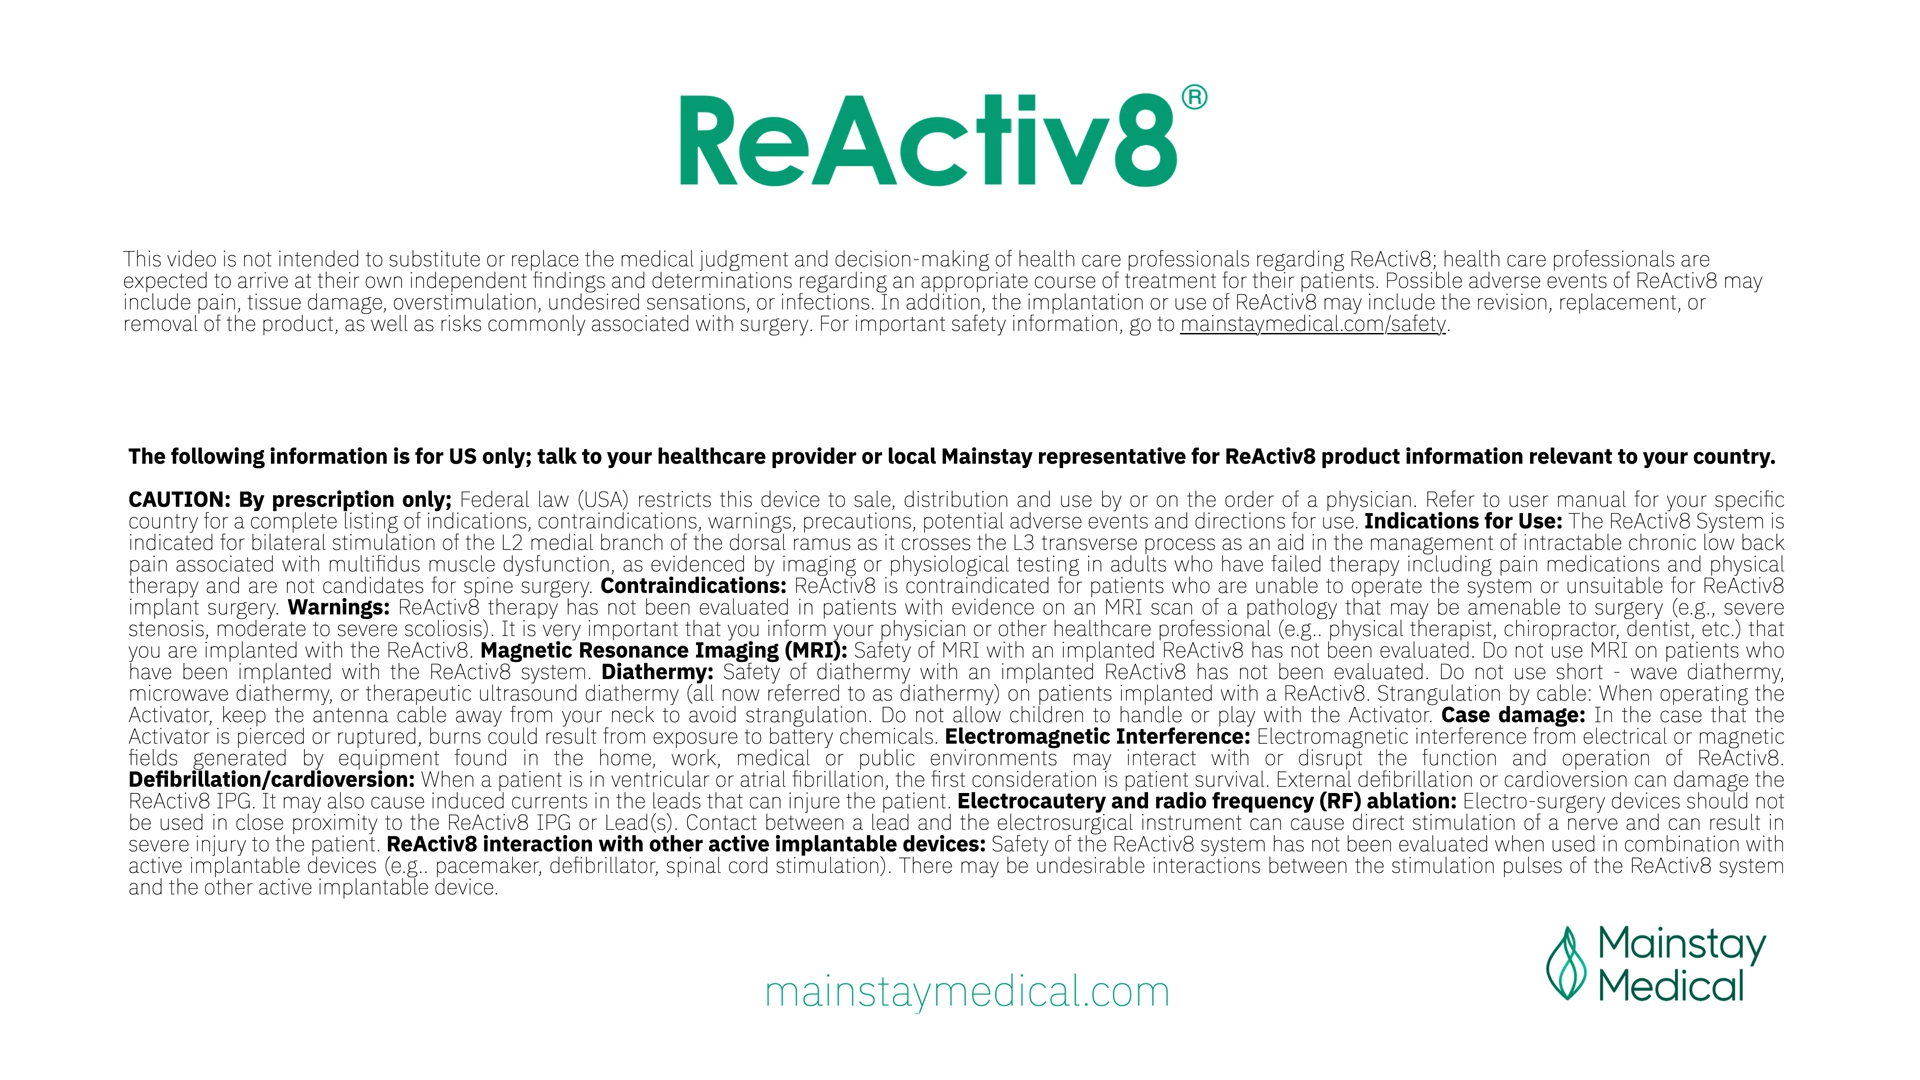 ReActiv8®
This video is not intended to substitute or replace the medical judgment and decision-making of health care professionals regarding ReActiv8; health care professionals are
expected to arrive at their own independent findings and determinations regarding an appropriate course of treatment for their patients. Possible adverse events of ReActiv8 may
include pain, tissue damage, overstimulation, undesired sensations, or infections. In addition, the implantation or use of ReActiv8 may include the revision, replacement, or
removal of the product, as well as risks commonly associated with surgery. For important safety information, go to mainstaymedical.com/safety.
The following information is for US only; talk to your healthcare provider or local Mainstay representative for ReActiv8 product information relevant to your country.
CAUTION: By prescription only; Federal law (USA) restricts this device to sale, distribution and use by or on the order of a physician. Refer to user manual for your specific
country for a complete listing of indications, contraindications, warnings, precautions, potential adverse events and directions for use. Indications for Use: The ReActiv8 System is
indicated for bilateral stimulation of the L2 medial branch of the dorsal ramus as it crosses the L3 transverse process as an aid in the management of intractable chronic low back
pain associated with multifidus muscle dysfunction, as evidenced by imaging or physiological testing in adults who have failed therapy including pain medications and physical
therapy and are not candidates for spine surgery. Contraindications: ReActiv8 is contraindicated for patients who are unable to operate the system or unsuitable for ReActiv8
implant surgery. Warnings: ReActiv8 therapy has not been evaluated in patients with evidence on an MRI scan of a pathology that may be amenable to surgery (e.g., severe
stenosis, moderate to severe scoliosis). It is very important that you inform your physician or other healthcare professional (e.g.. physical therapist, chiropractor, dentist, etc.) that
you are implanted with the ReActiv8. Magnetic Resonance Imaging (MRI): Safety of MRI with an implanted ReActiv8 has not been evaluated. Do not use MRI on patients who
have been implanted with the ReActiv8 system. Diathermy: Safety of diathermy with an implanted ReActiv8 has not been evaluated. Do not use short - wave diathermy,
microwave diathermy, or therapeutic ultrasound diathermy (all now referred to as diathermy) on patients implanted with a ReActiv8. Strangulation by cable: When operating the
Activator, keep the antenna cable away from your neck to avoid strangulation. Do not allow children to handle or play with the Activator. Case damage: In the case that the
Activator is pierced or ruptured, burns could result from exposure to battery chemicals. Electromagnetic Interference: Electromagnetic interference from electrical or magnetic
fields generated by equipment found in the home, work, medical or public environments may interact with or disrupt the function and operation of ReActiv8.
Defibrillation/cardioversion: When a patient is in ventricular or atrial fibrillation, the first consideration is patient survival. External defibrillation or cardioversion can damage the
ReActiv8 IPG. It may also cause induced currents in the leads that can injure the patient. Electrocautery and radio frequency (RF) ablation: Electro-surgery devices should not
be used in close proximity to the ReActiv8 IPG or Lead(s). Contact between a lead and the electrosurgical instrument can cause direct stimulation of a nerve and can result in
severe injury to the patient. ReActiv8 interaction with other active implantable devices: Safety of the ReActiv8 system has not been evaluated when used in combination with
active implantable devices (e.g.. pacemaker, defibrillator, spinal cord stimulation). There may be undesirable interactions between the stimulation pulses of the ReActiv8 system
and the other active implantable device.
Mainstay
Medical
mainstaymedical.com